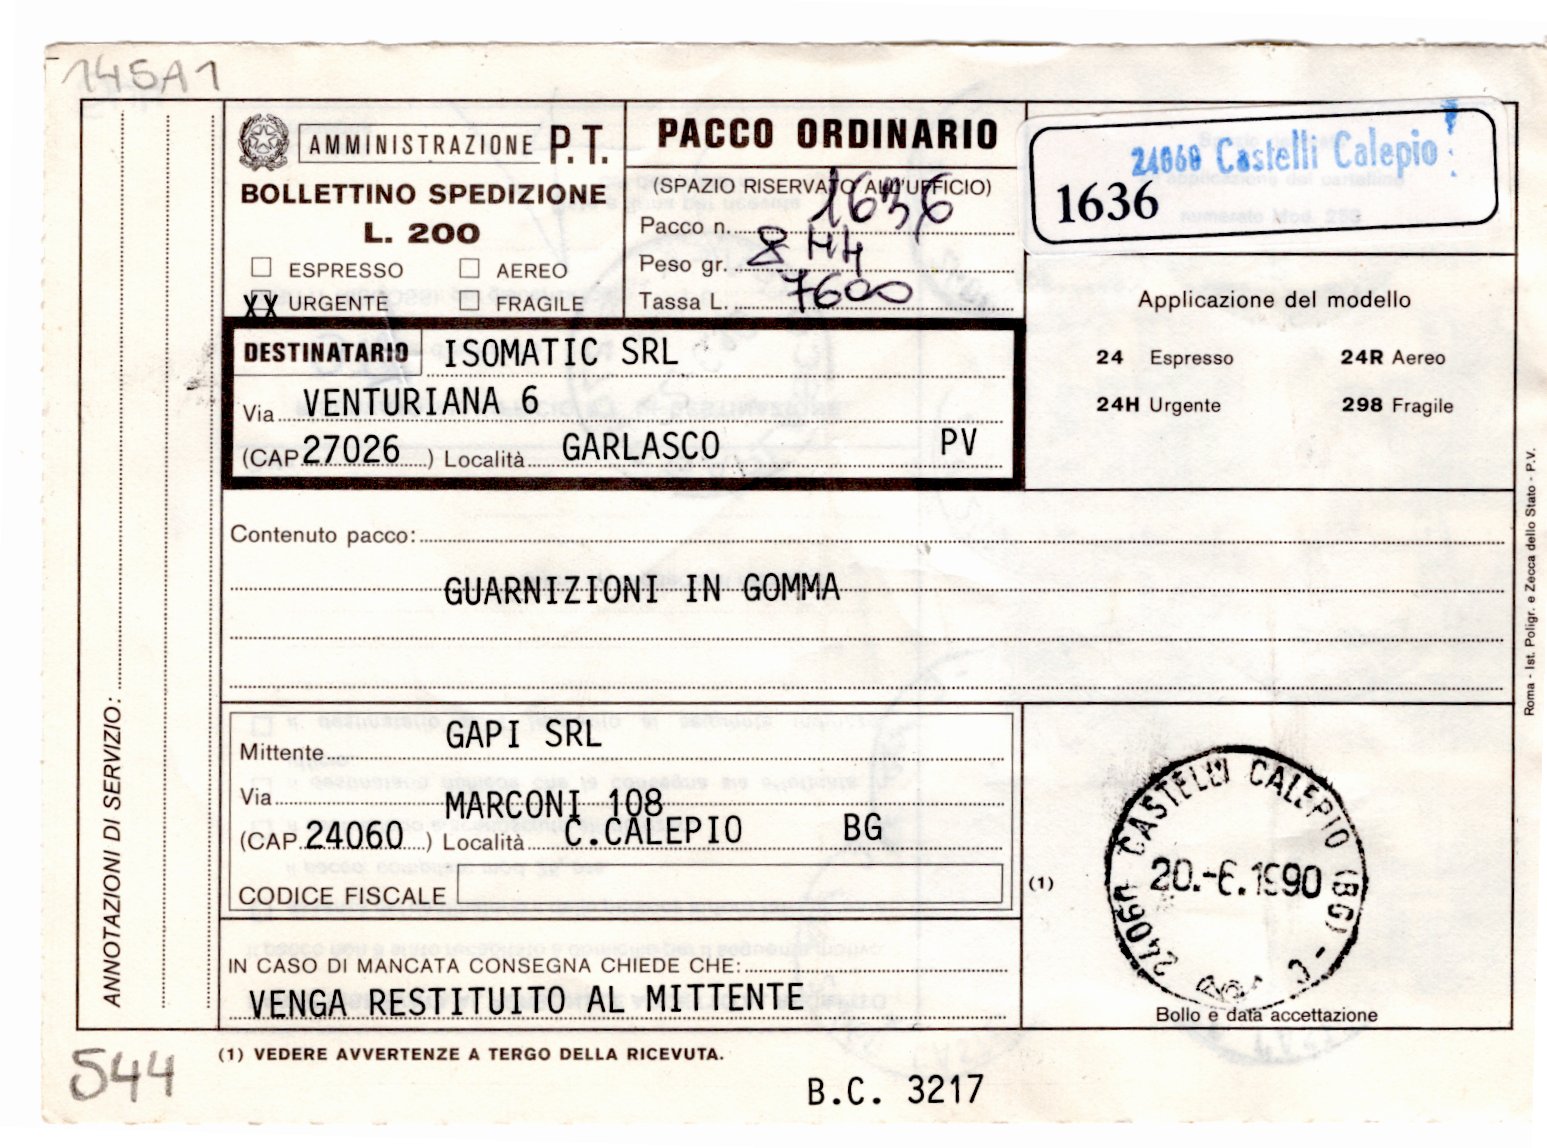 145A1
AMMINISTRAZIONE P.T.
BOLLETTINO SPEDIZIONE
L. 200
ESPRESSO AEREO
XX URGENTE FRAGILE
PACCO ORDINARIO
(SPAZIO RISERVATO ALL'UFFICIO)
Pacco n. 1636
Peso gr. 8
Tassa L. 7600
24060 Castelli Calepio
1636
Applicazione del modello
24 Espresso 24R Aereo
24H Urgente 298 Fragile
DESTINATARIO ISOMATIC SRL
Via VENTURIANA 6
(CAP 27026) Località GARLASCO PV
Contenuto pacco:
GUARNIZIONI IN GOMMA
Mittente GAPI SRL
Via MARCONI 108
(CAP 24060) Località C.CALEPIO BG
CODICE FISCALE
(1)
24060 CASTELLI CALEPIO (BG) -
20.-6.1990
Bollo e data accettazione
IN CASO DI MANCATA CONSEGNA CHIEDE CHE:
VENGA RESTITUITO AL MITTENTE
ANNOTAZIONI DI SERVIZIO:
Roma - Ist. Poligr. e Zecca dello Stato - P.V.
544
(1) VEDERE AVVERTENZE A TERGO DELLA RICEVUTA.
B.C. 3217